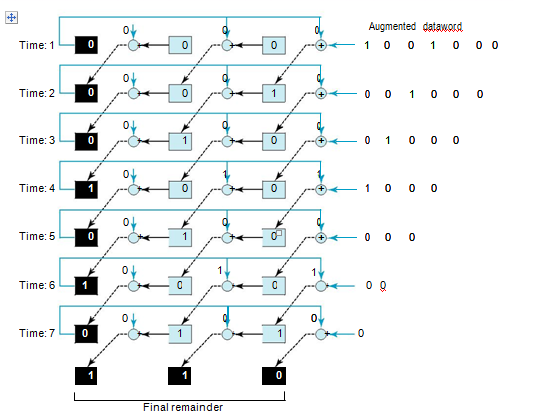 Augmented dataword
0 0 0
Time: 1 0 0 0 + 1 0 0 1 0 0 0
0 0 0
Time: 2 0 0 1 + 0 0 1 0 0 0
0 0 0
Time: 3 0 1 0 + 0 1 0 0 0
0 1 1
Time: 4 1 0 0 + 1 0 0 0
0 0 0
Time: 5 0 1 0 + 0 0 0
0 1 1
Time: 6 1 0 0 0 0
0 0 0
Time: 7 0 1 1 0
1 1 0
Final remainder